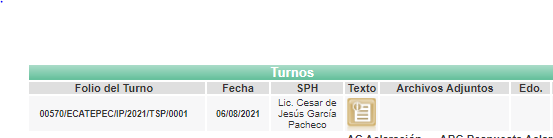 Turnos
Folio del Turno Fecha SPH Texto Archivos Adjuntos Edo.
00570/ECATEPEC/IP/2021/TSP/0001 06/08/2021 Lic. Cesar de
Jesús García
Pacheco